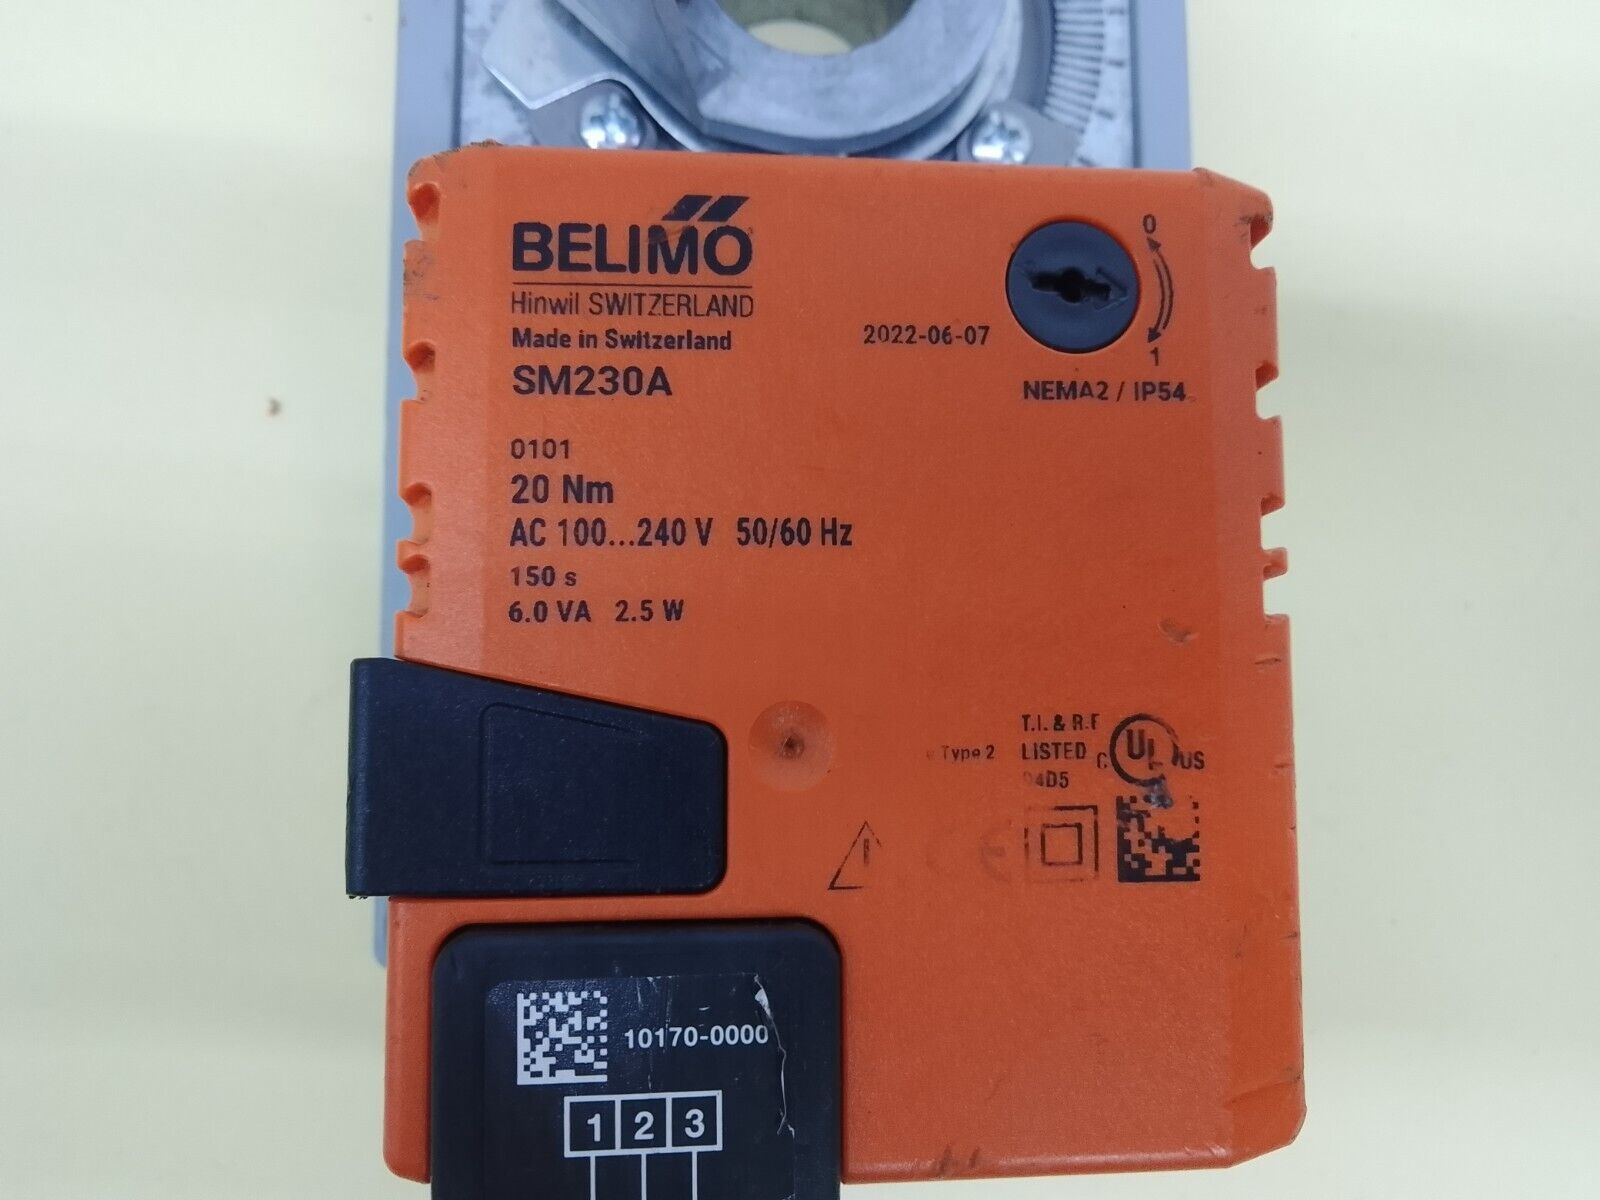 BELIMO
Hinwil SWITZERLAND
Made in Switzerland
SM230A
2022-06-07
0
1
NEMA2 / IP54
0101
20 Nm
AC 100...240 V 50/60 Hz
150 s
6.0 VA 2.5 W
Type 2
T.I. & R.E
LISTED
94D5
C UL US
CE
10170-0000
1 2 3